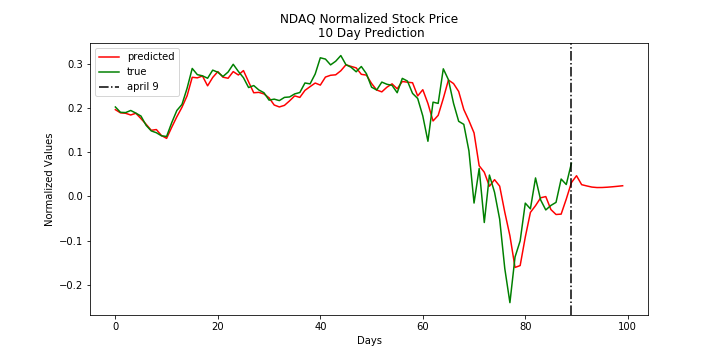 NDAQ Normalized Stock Price
10 Day Prediction
predicted
true
april 9
Normalized Values
0.3
0.2
0.1
0.0
−0.1
−0.2
0 20 40 60 80 100
Days